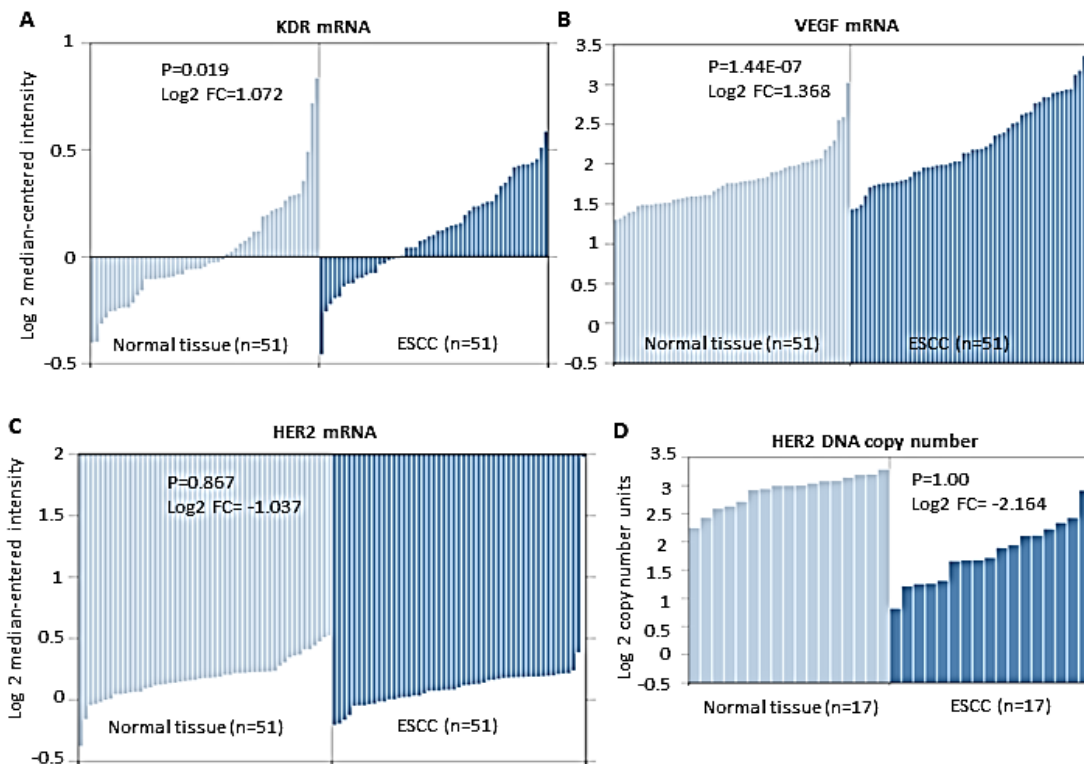 A
KDR mRNA
Log 2 median-centered intensity
1
0.5
0
-0.5
P=0.019
Log2 FC=1.072
Normal tissue (n=51)
ESCC (n=51)
B
VEGF mRNA
3.5
3
2.5
2
1.5
1
0.5
0
-0.5
P=1.44E-07
Log2 FC=1.368
Normal tissue (n=51)
ESCC (n=51)
C
HER2 mRNA
Log 2 median-entered intensity
2
1
0.5
0
-0.5
P=0.867
Log2 FC= -1.037
Normal tissue (n=51)
ESCC (n=51)
D
HER2 DNA copy number
Log 2 copy number units
3.5
3
2.5
2
1.5
1
0.5
0
-0.5
P=1.00
Log2 FC= -2.164
Normal tissue (n=17)
ESCC (n=17)